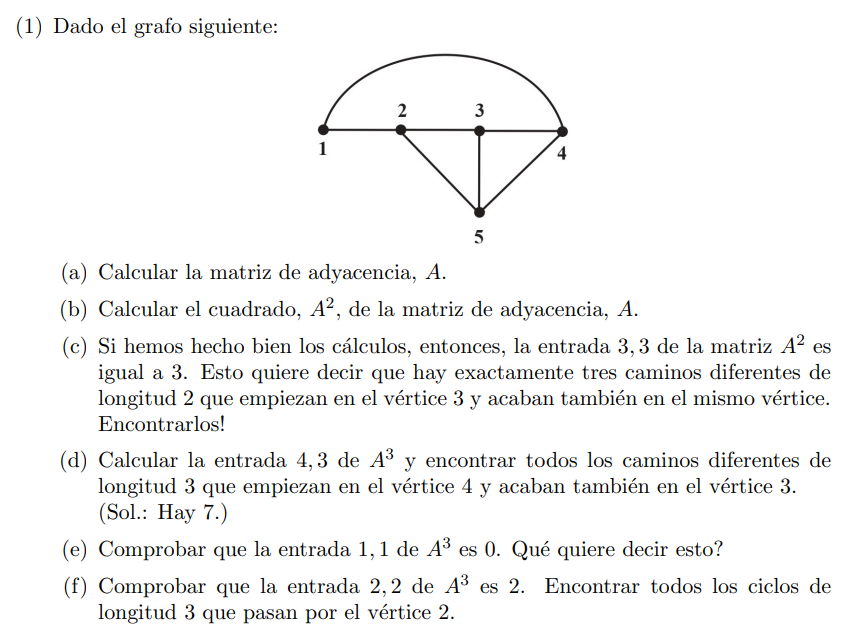 (1) Dado el grafo siguiente:
2 3
1 4
5
(a) Calcular la matriz de adyacencia, A.
(b) Calcular el cuadrado, A², de la matriz de adyacencia, A.
(c) Si hemos hecho bien los cálculos, entonces, la entrada 3, 3 de la matriz A² es
igual a 3. Esto quiere decir que hay exactamente tres caminos diferentes de
longitud 2 que empiezan en el vértice 3 y acaban también en el mismo vértice.
Encontrarlos!
(d) Calcular la entrada 4, 3 de A³ y encontrar todos los caminos diferentes de
longitud 3 que empiezan en el vértice 4 y acaban también en el vértice 3.
(Sol.: Hay 7.)
(e) Comprobar que la entrada 1, 1 de A³ es 0. Qué quiere decir esto?
(f) Comprobar que la entrada 2, 2 de A³ es 2. Encontrar todos los ciclos de
longitud 3 que pasan por el vértice 2.